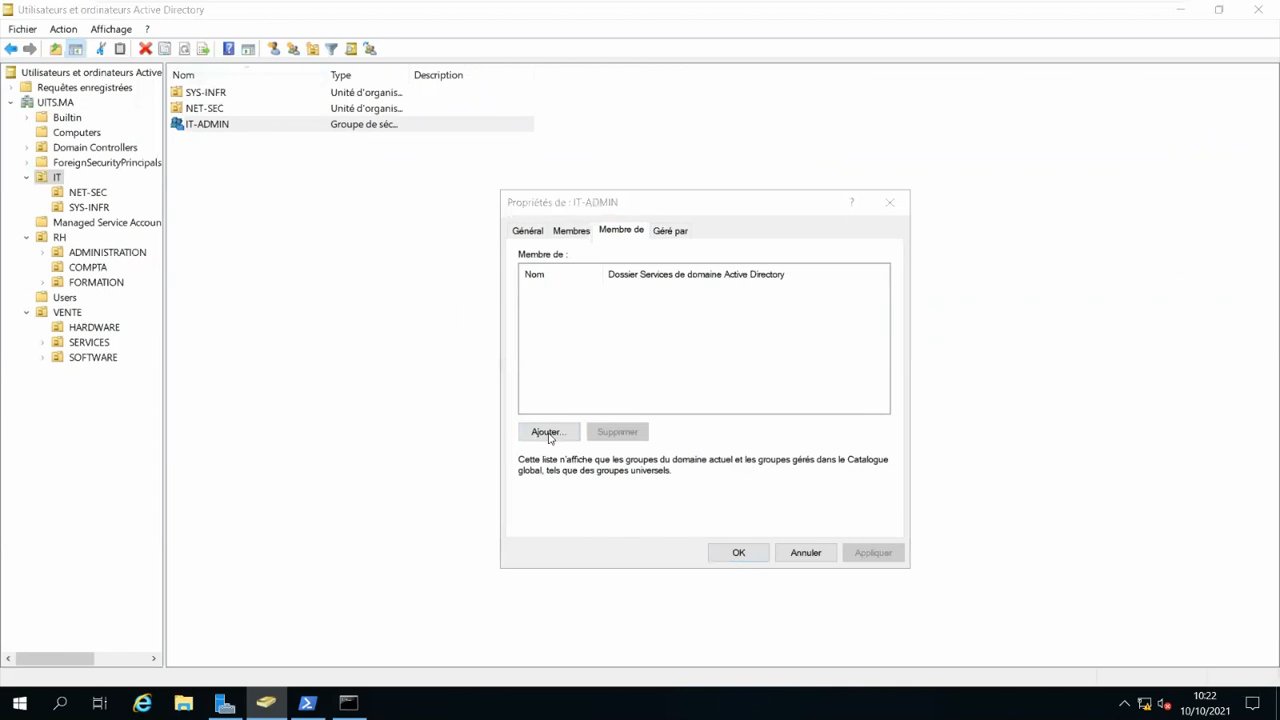 Utilisateurs et ordinateurs Active Directory
Fichier Action Affichage ?
Utilisateurs et ordinateurs Active
Requêtes enregistrées
UITS.MA
Builtin
Computers
Domain Controllers
ForeignSecurityPrincipals
IT
NET-SEC
SYS-INFR
Managed Service Accoun
RH
ADMINISTRATION
COMPTA
FORMATION
Users
VENTE
HARDWARE
SERVICES
SOFTWARE
Nom Type Description
SYS-INFR Unité d'organis...
NET-SEC Unité d'organis...
IT-ADMIN Groupe de séc...
Propriétés de : IT-ADMIN ?
Général Membres Membre de Géré par
Membre de :
Nom Dossier Services de domaine Active Directory
Ajouter... Supprimer
Cette liste n'affiche que les groupes du domaine actuel et les groupes gérés dans le Catalogue
global, tels que des groupes universels.
OK Annuler Appliquer
10:22
10/10/2021